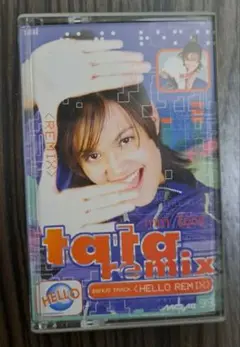 <REMIX>
tata
remix
HELLO
BONUS TRACK <HELLO REMIX>